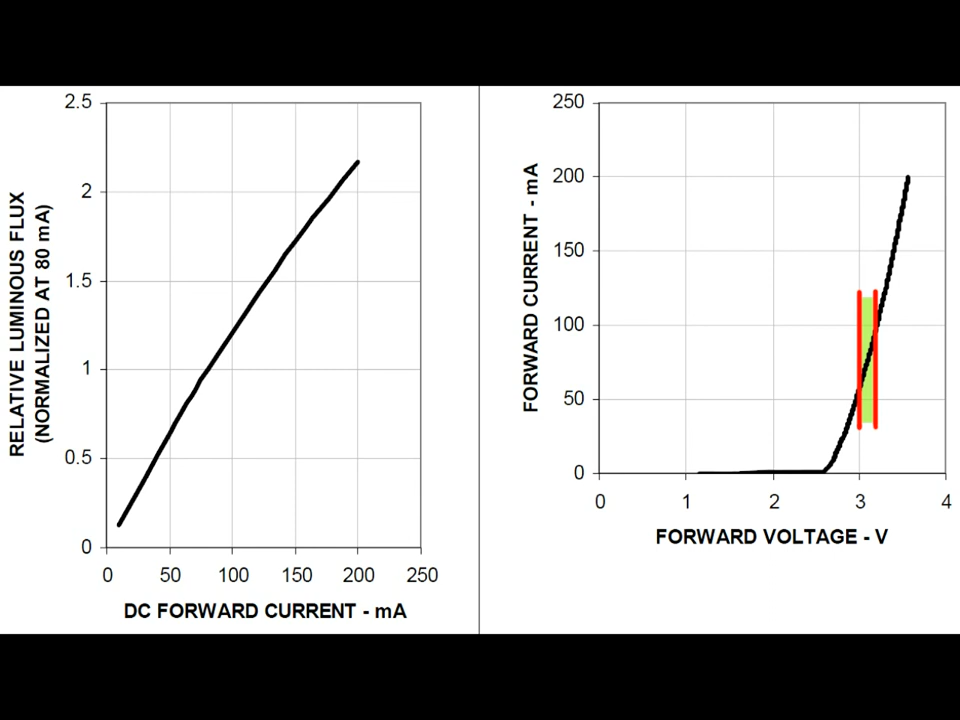 2.5
2
1.5
1
0.5
0
0 50 100 150 200 250
RELATIVE LUMINOUS FLUX
(NORMALIZED AT 80 mA)
DC FORWARD CURRENT - mA
250
200
150
100
50
0
0 1 2 3 4
FORWARD CURRENT - mA
FORWARD VOLTAGE - V